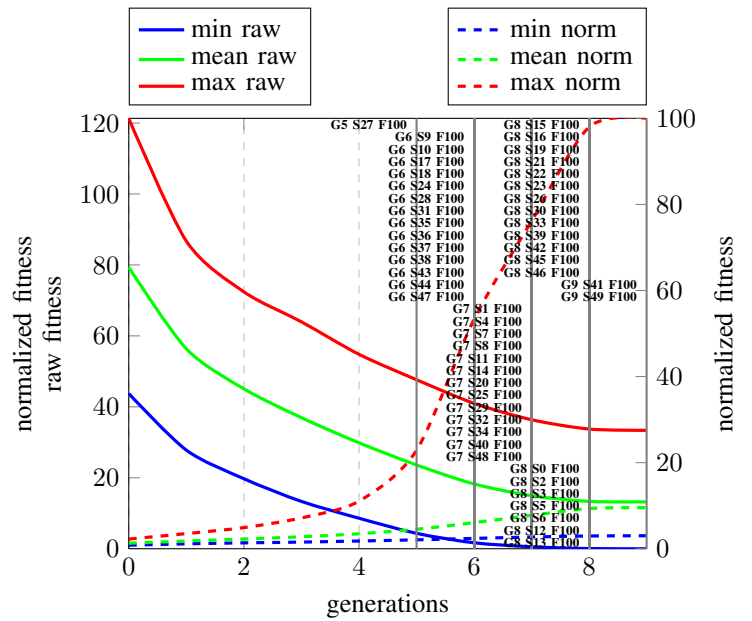 min raw
mean raw
max raw
min norm
mean norm
max norm
120
100
80
60
40
20
0
100
80
60
40
20
0
0
2
4
6
8
generations
normalized fitness
raw fitness
normalized fitness
G5 S27 F100
G6 S9 F100
G6 S10 F100
G6 S17 F100
G6 S18 F100
G6 S24 F100
G6 S28 F100
G6 S31 F100
G6 S35 F100
G6 S36 F100
G6 S37 F100
G6 S38 F100
G6 S43 F100
G6 S44 F100
G6 S47 F100
G7 S1 F100
G7 S4 F100
G7 S7 F100
G7 S8 F100
G7 S11 F100
G7 S14 F100
G7 S20 F100
G7 S25 F100
G7 S29 F100
G7 S32 F100
G7 S34 F100
G7 S40 F100
G7 S48 F100
G8 S0 F100
G8 S2 F100
G8 S3 F100
G8 S5 F100
G8 S6 F100
G8 S12 F100
G8 S13 F100
G8 S15 F100
G8 S16 F100
G8 S19 F100
G8 S21 F100
G8 S22 F100
G8 S23 F100
G8 S26 F100
G8 S30 F100
G8 S33 F100
G8 S39 F100
G8 S42 F100
G8 S45 F100
G8 S46 F100
G9 S41 F100
G9 S49 F100